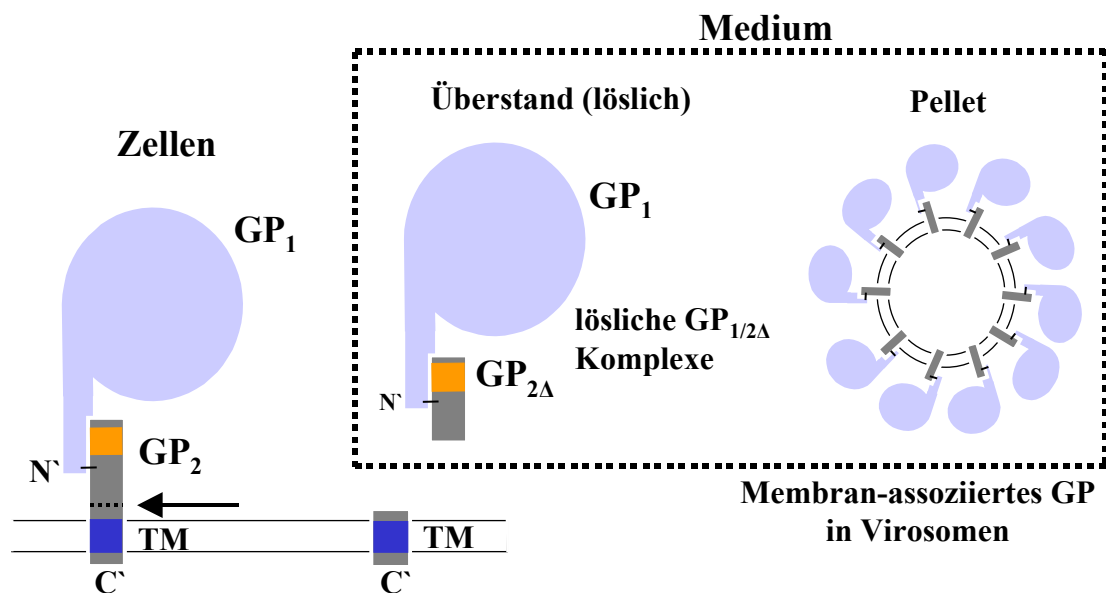 Medium
Überstand (löslich)
Pellet
Zellen
GP1
GP1
lösliche GP1/2Δ
Komplexe
GP2Δ
N`
GP2
N`
Membran-assoziiertes GP
in Virosomen
TM
TM
C`
C`